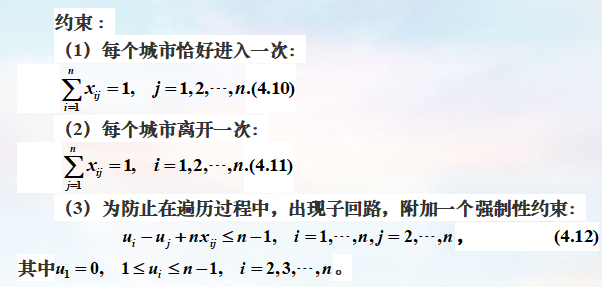 约束：
（1）每个城市恰好进入一次：
$\sum_{i=1}^{n} x_{ij} = 1, \quad j = 1,2,\cdots,n.(4.10)$
（2）每个城市离开一次：
$\sum_{j=1}^{n} x_{ij} = 1, \quad i = 1,2,\cdots,n.(4.11)$
（3）为防止在遍历过程中，出现子回路，附加一个强制性约束：
$u_i - u_j + nx_{ij} \leq n-1, \quad i = 1,\cdots,n, j = 2,\cdots,n$， (4.12)
其中$u_1 = 0, \quad 1 \leq u_i \leq n-1, \quad i = 2,3,\cdots,n$。